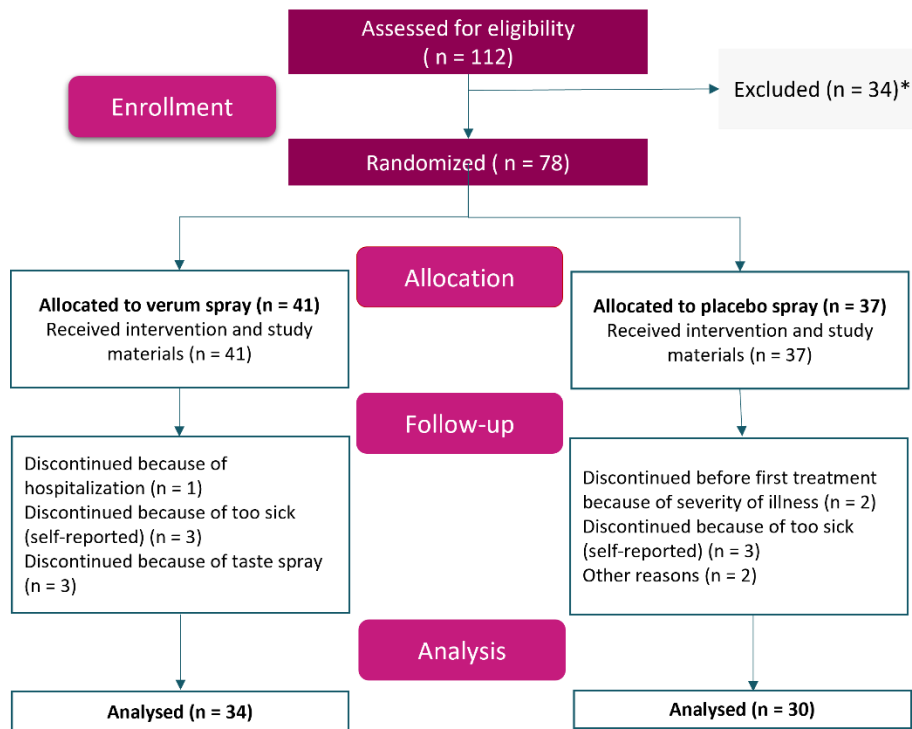 Assessed for eligibility
( n = 112)
Enrollment
Excluded (n = 34)*
Randomized ( n = 78)
Allocation
Allocated to verum spray (n = 41)
Received intervention and study
materials (n = 41)
Allocated to placebo spray (n = 37)
Received intervention and study
materials (n = 37)
Follow-up
Discontinued because of
hospitalization (n = 1)
Discontinued because of too sick
(self-reported) (n = 3)
Discontinued because of taste spray
(n = 3)
Discontinued before first treatment
because of severity of illness (n = 2)
Discontinued because of too sick
(self-reported) (n = 3)
Other reasons (n = 2)
Analysis
Analysed (n = 34)
Analysed (n = 30)